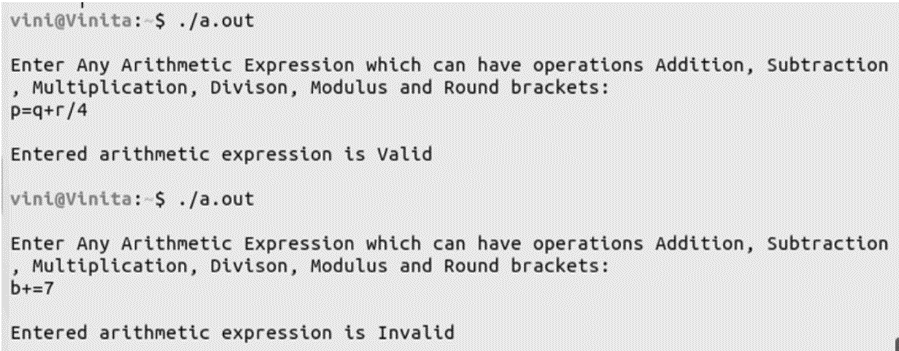 vini@Vinita:~$ ./a.out
Enter Any Arithmetic Expression which can have operations Addition, Subtraction
, Multiplication, Divison, Modulus and Round brackets:
p=q+r/4
Entered arithmetic expression is Valid
vini@Vinita:~$ ./a.out
Enter Any Arithmetic Expression which can have operations Addition, Subtraction
, Multiplication, Divison, Modulus and Round brackets:
b+=7
Entered arithmetic expression is Invalid